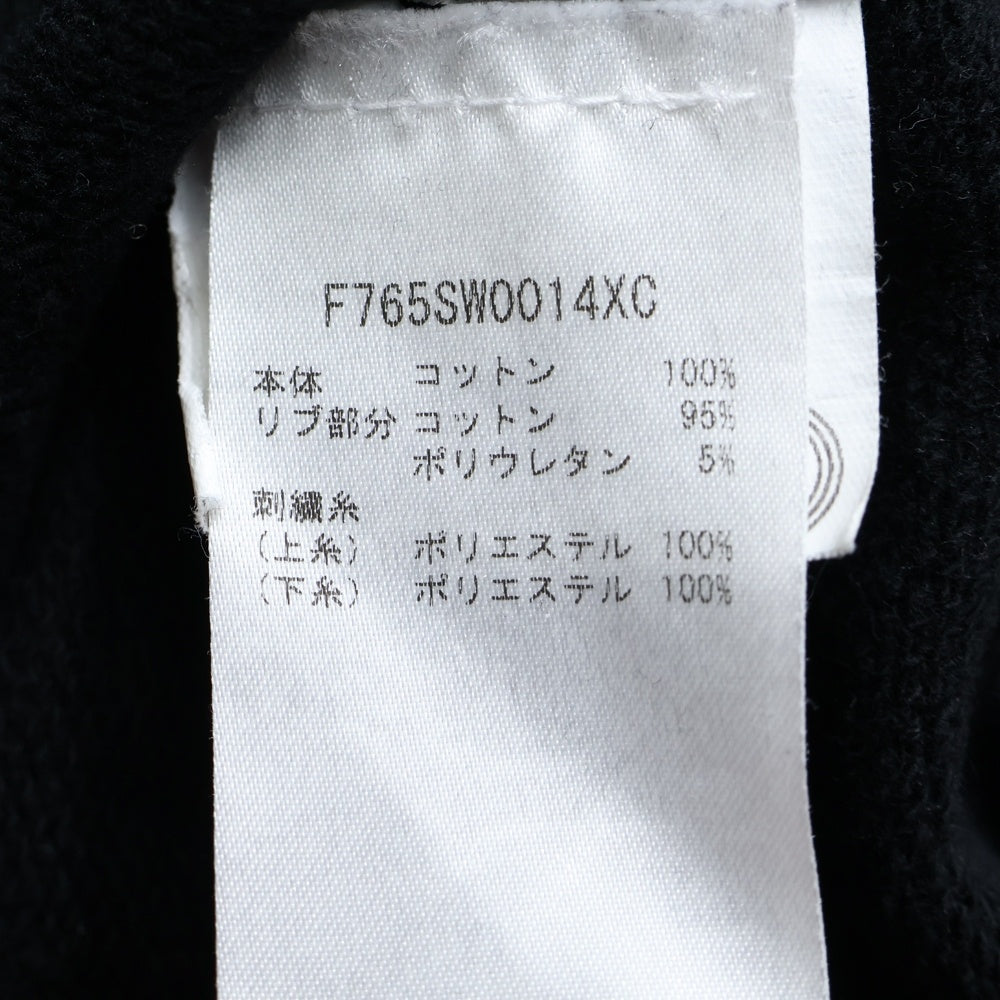 F765SW0014XC
本体 コットン 100%
リブ部分 コットン 95%
ポリウレタン 5%
刺繍糸
(上糸) ポリエステル 100%
(下糸) ポリエステル 100%